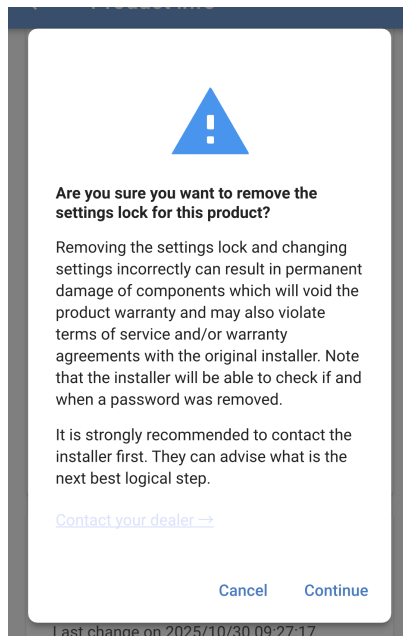 Are you sure you want to remove the
settings lock for this product?
Removing the settings lock and changing
settings incorrectly can result in permanent
damage of components which will void the
product warranty and may also violate
terms of service and/or warranty
agreements with the original installer. Note
that the installer will be able to check if and
when a password was removed.
It is strongly recommended to contact the
installer first. They can advise what is the
next best logical step.
Contact your dealer →
Cancel Continue
Last change on 2025/10/30 09:27:17